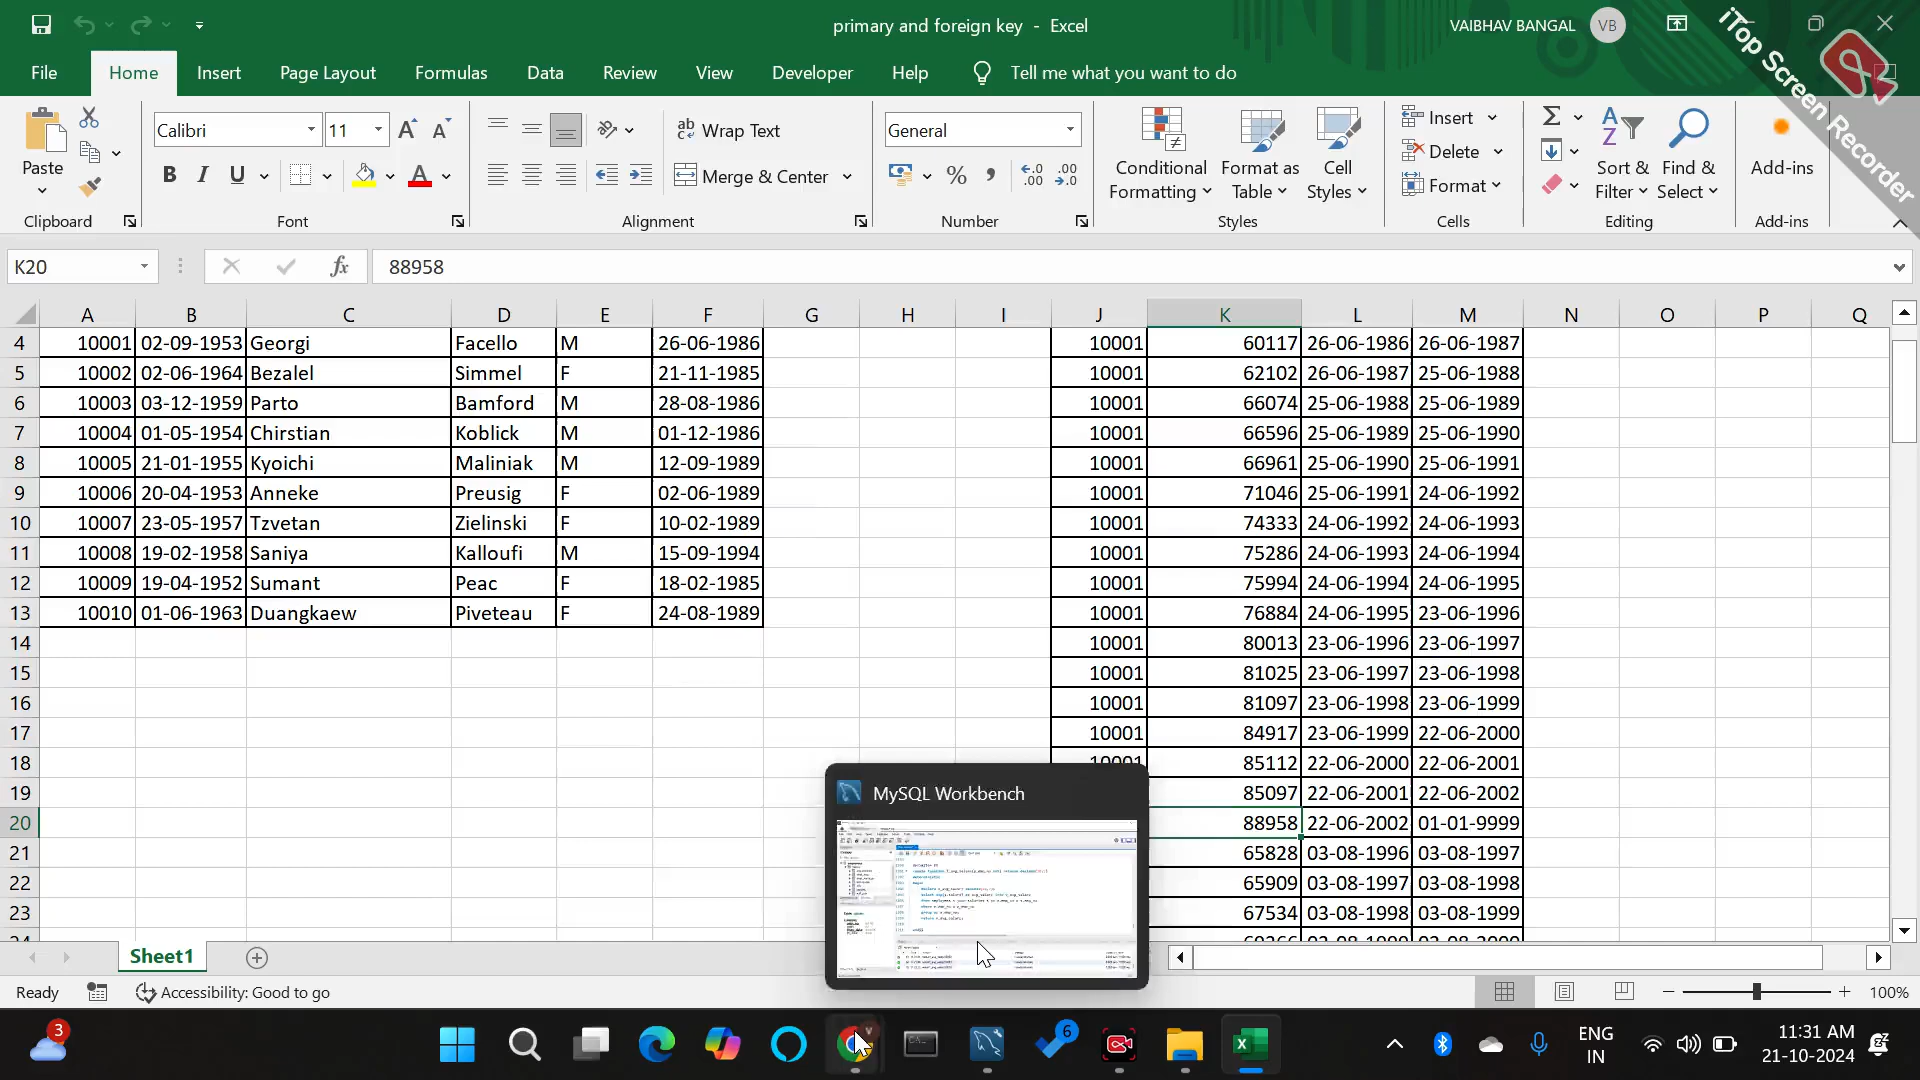 primary and foreign key - Excel
VAIBHAV BANGAL VB
iTop Screen Recorder
File Home Insert Page Layout Formulas Data Review View Developer Help Tell me what you want to do
Calibri 11 Wrap Text General Insert
Paste Conditional Formatting Format as Table Cell Styles Delete Sort & Filter Find & Select Add-ins
B I U Merge & Center % Format
Clipboard Font Alignment Number Styles Cells Editing Add-ins
K20 fx 88958
A B C D E F G H I J K L M N O P Q
4 10001 02-09-1953 Georgi Facello M 26-06-1986 10001 60117 26-06-1986 26-06-1987
5 10002 02-06-1964 Bezalel Simmel F 21-11-1985 10001 62102 26-06-1987 25-06-1988
6 10003 03-12-1959 Parto Bamford M 28-08-1986 10001 66074 25-06-1988 25-06-1989
7 10004 01-05-1954 Chirstian Koblick M 01-12-1986 10001 66596 25-06-1989 25-06-1990
8 10005 21-01-1955 Kyoichi Maliniak M 12-09-1989 10001 66961 25-06-1990 25-06-1991
9 10006 20-04-1953 Anneke Preusig F 02-06-1989 10001 71046 25-06-1991 24-06-1992
10 10007 23-05-1957 Tzvetan Zielinski F 10-02-1989 10001 74333 24-06-1992 24-06-1993
11 10008 19-02-1958 Saniya Kalloufi M 15-09-1994 10001 75286 24-06-1993 24-06-1994
12 10009 19-04-1952 Sumant Peac F 18-02-1985 10001 75994 24-06-1994 24-06-1995
13 10010 01-06-1963 Duangkaew Piveteau F 24-08-1989 10001 76884 24-06-1995 23-06-1996
14 10001 80013 23-06-1996 23-06-1997
15 10001 81025 23-06-1997 23-06-1998
16 10001 81097 23-06-1998 23-06-1999
17 10001 84917 23-06-1999 22-06-2000
18 10001 85112 22-06-2000 22-06-2001
19 85097 22-06-2001 22-06-2002
20 88958 22-06-2002 01-01-9999
21 65828 03-08-1996 03-08-1997
22 65909 03-08-1997 03-08-1998
23 67534 03-08-1998 03-08-1999
MySQL Workbench
Sheet1
Ready Accessibility: Good to go 100%
3 6 ENG IN 11:31 AM
21-10-2024